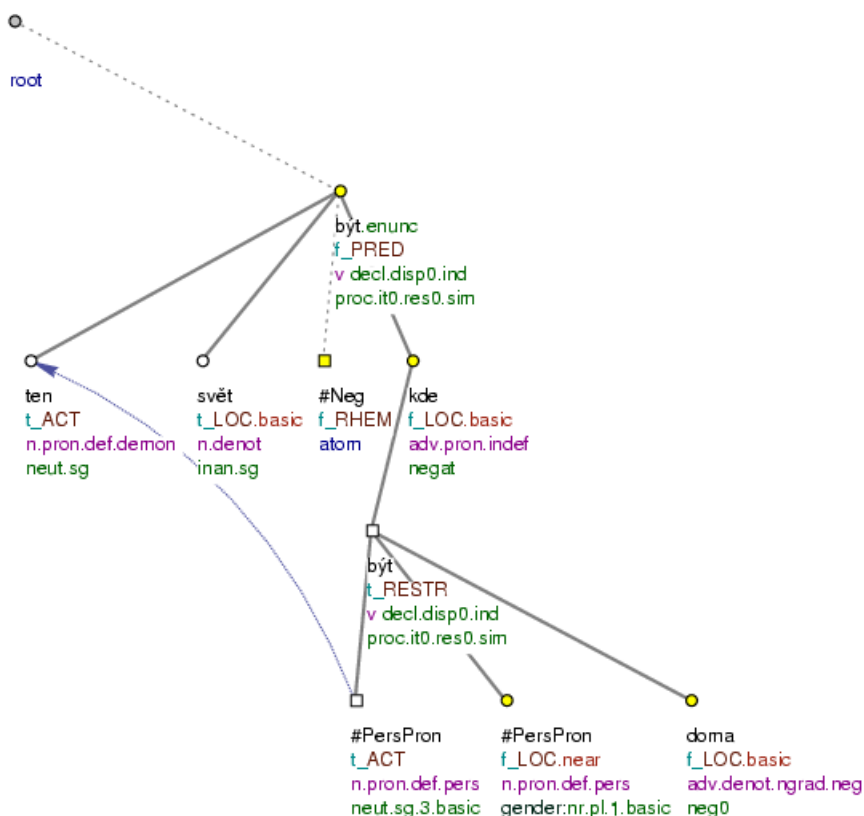 root
být.enunc
f_PRED
v decl.disp0.ind
proc.it0.res0.sim
ten
t_ACT
n.pron.def.demon
neut.sg
svět
t_LOC.basic
n.denot
inan.sg
#Neg
f_RHEM
atom
kde
f_LOC.basic
adv.pron.indef
negat
být
t_RESTR
v decl.disp0.ind
proc.it0.res0.sim
#PersPron
t_ACT
n.pron.def.pers
neut.sg.3.basic
#PersPron
f_LOC.near
n.pron.def.pers
gender:nr.pl.1.basic
doma
f_LOC.basic
adv.denot.ngrad.neg
neg0